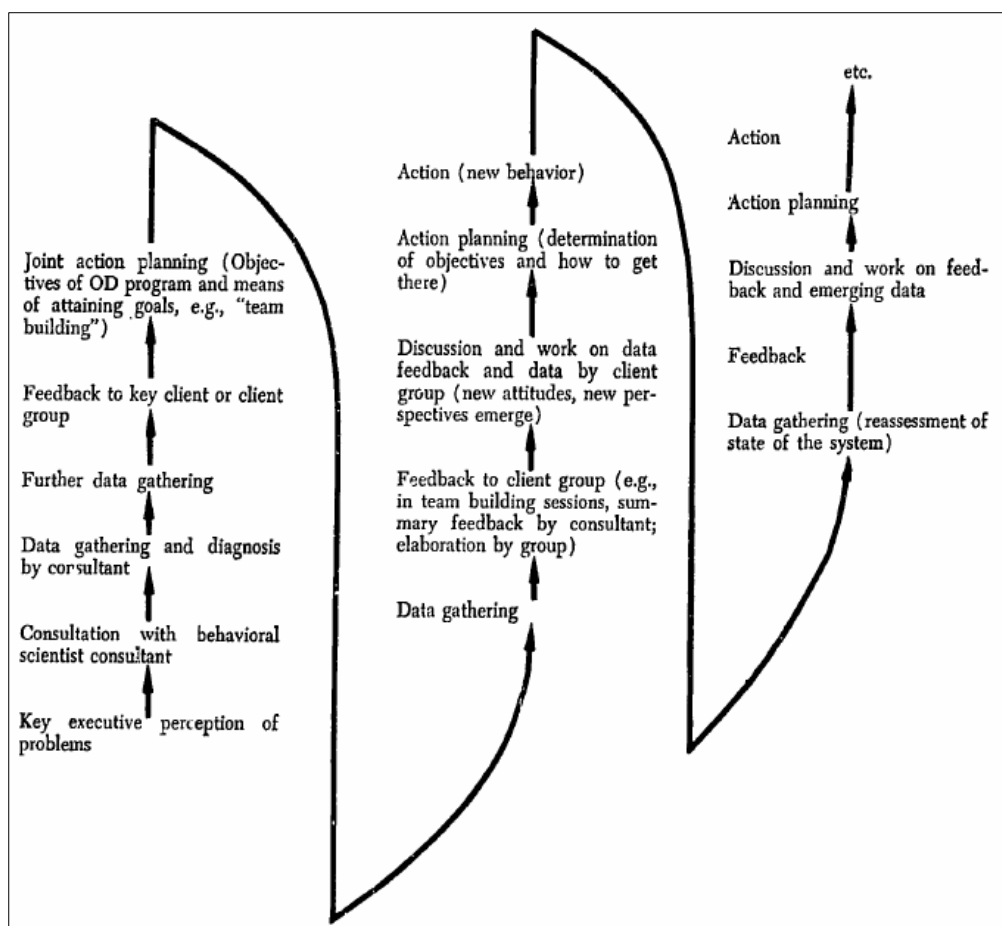 Joint action planning (Objec-
tives of OD program and means
of attaining goals, e.g., “team
building”)
Feedback to key client or client
group
Further data gathering
Data gathering and diagnosis
by consultant
Consultation with behavioral
scientist consultant
Key executive perception of
problems
Action (new behavior)
Action planning (determination
of objectives and how to get
there)
Discussion and work on data
feedback and data by client
group (new attitudes, new per-
spectives emerge)
Feedback to client group (e.g.,
in team building sessions, sum-
mary feedback by consultant;
elaboration by group)
Data gathering
etc.
Action
Action planning
Discussion and work on feed-
back and emerging data
Feedback
Data gathering (reassessment of
state of the system)